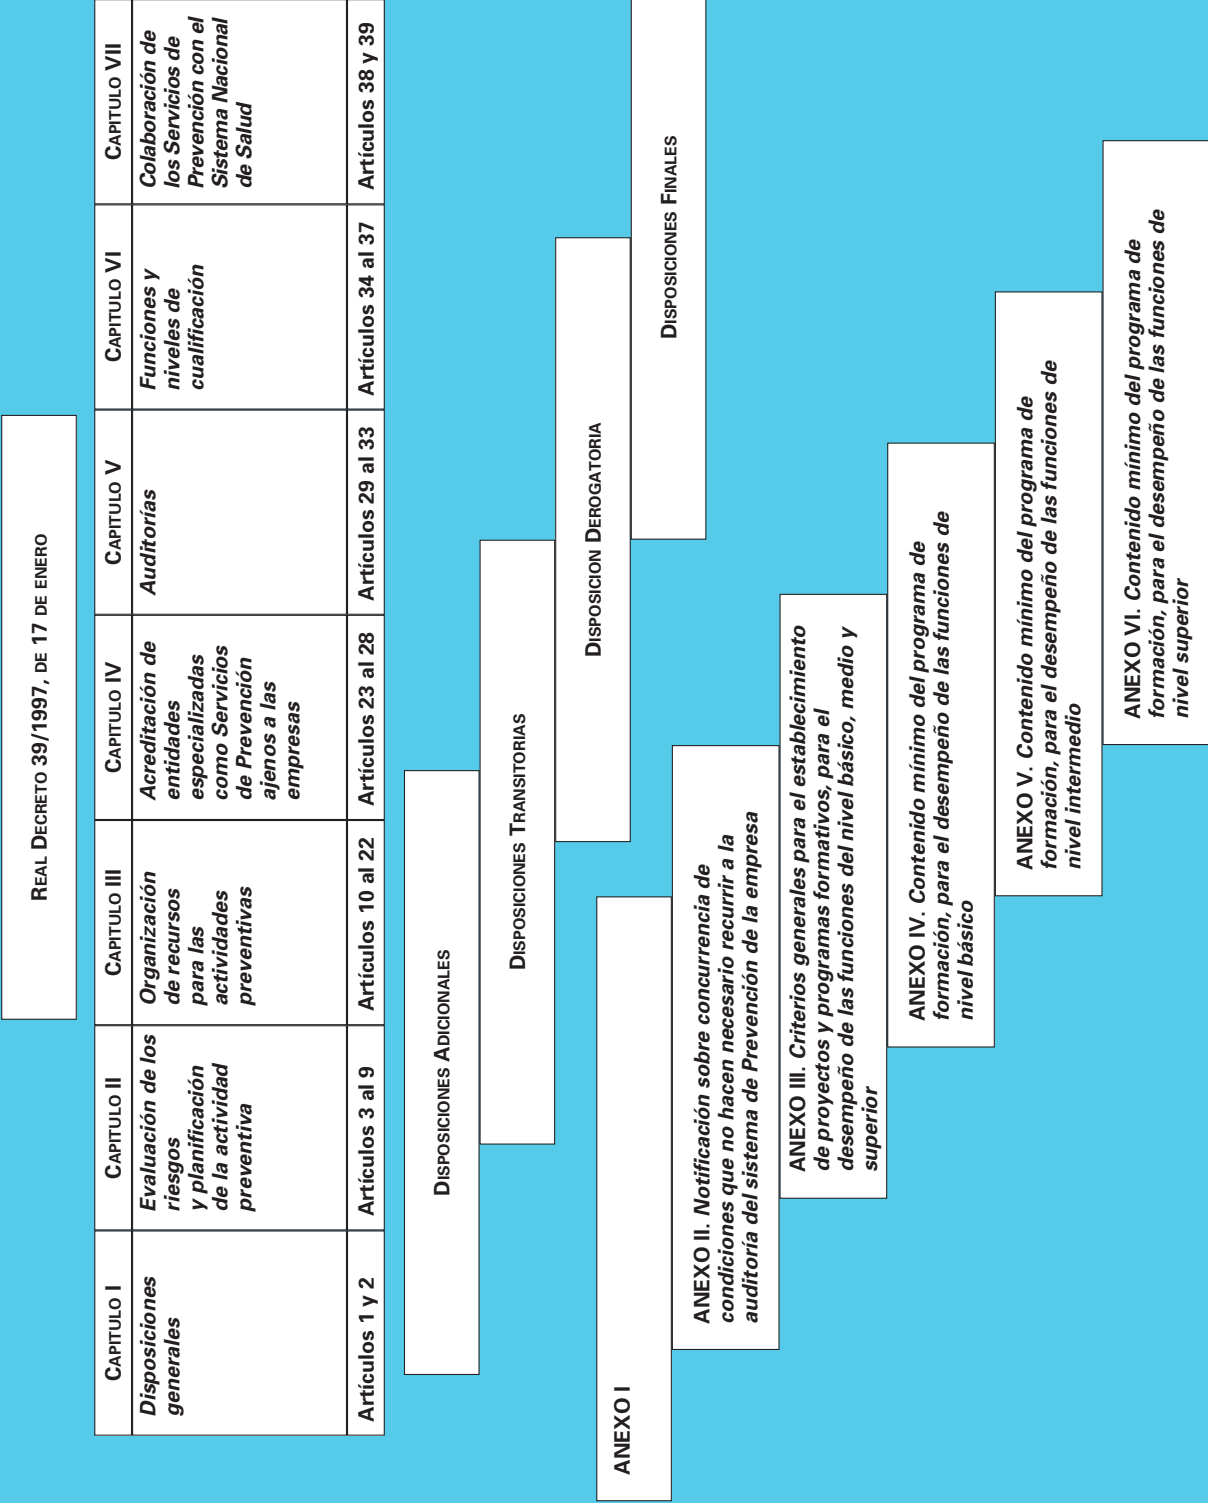 REAL DECRETO 39/1997, DE 17 DE ENERO
CAPITULO I
Disposiciones
generales
Artículos 1 y 2
CAPITULO II
Evaluación de los
riesgos
y planificación
de la actividad
preventiva
Artículos 3 al 9
CAPITULO III
Organización
de recursos
para las
actividades
preventivas
Artículos 10 al 22
CAPITULO IV
Acreditación de
entidades
especializadas
como Servicios
de Prevención
ajenos a las
empresas
Artículos 23 al 28
CAPITULO V
Auditorías
Artículos 29 al 33
CAPITULO VI
Funciones y
niveles de
cualificación
Artículos 34 al 37
CAPITULO VII
Colaboración de
los Servicios de
Prevención con el
Sistema Nacional
de Salud
Artículos 38 y 39
DISPOSICIONES ADICIONALES
DISPOSICIONES TRANSITORIAS
DISPOSICION DEROGATORIA
DISPOSICIONES FINALES
ANEXO I
ANEXO II. Notificación sobre concurrencia de
condiciones que no hacen necesario recurrir a la
auditoría del sistema de Prevención de la empresa
ANEXO III. Criterios generales para el establecimiento
de proyectos y programas formativos, para el
desempeño de las funciones del nivel básico, medio y
superior
ANEXO IV. Contenido mínimo del programa de
formación, para el desempeño de las funciones de
nivel básico
ANEXO V. Contenido mínimo del programa de
formación, para el desempeño de las funciones de
nivel intermedio
ANEXO VI. Contenido mínimo del programa de
formación, para el desempeño de las funciones de
nivel superior